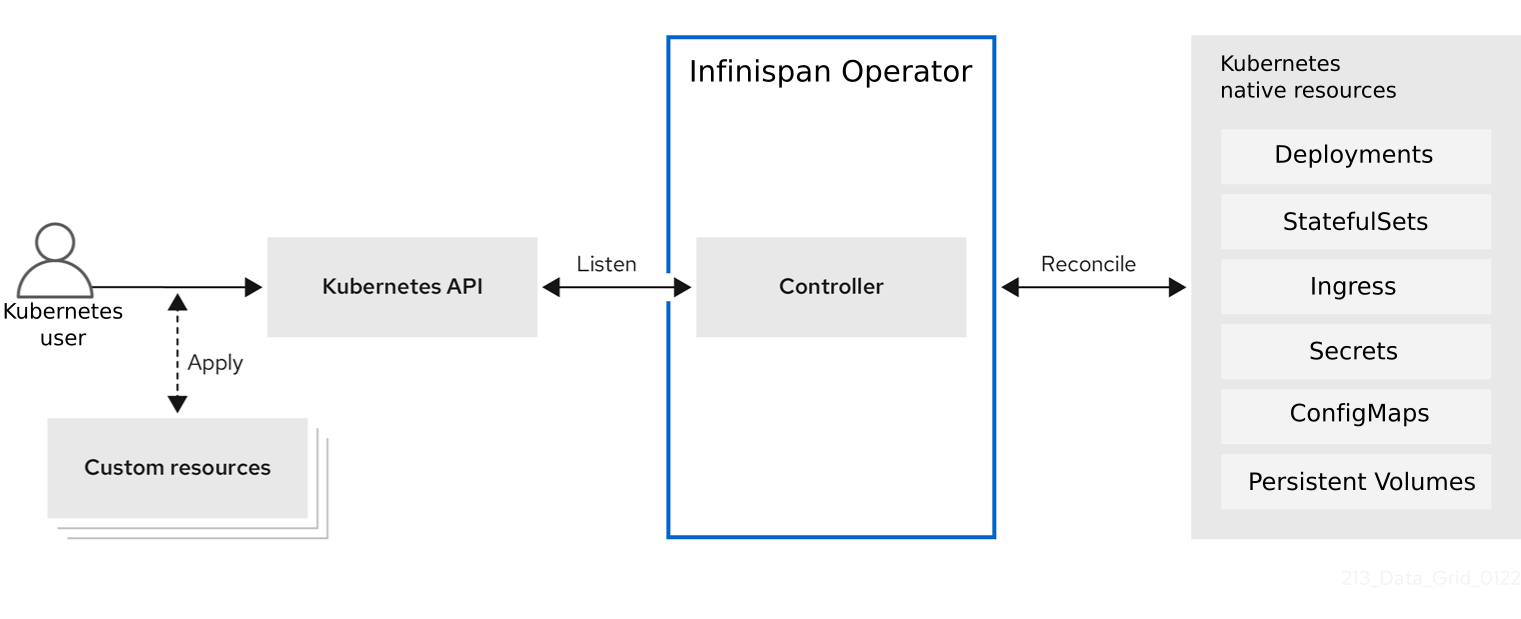 Infinispan Operator
Kubernetes
native resources
Deployments
StatefulSets
Ingress
Secrets
ConfigMaps
Persistent Volumes
Kubernetes
user
Apply
Custom resources
Kubernetes API
Listen
Controller
Reconcile
213_Data_Grid_0122